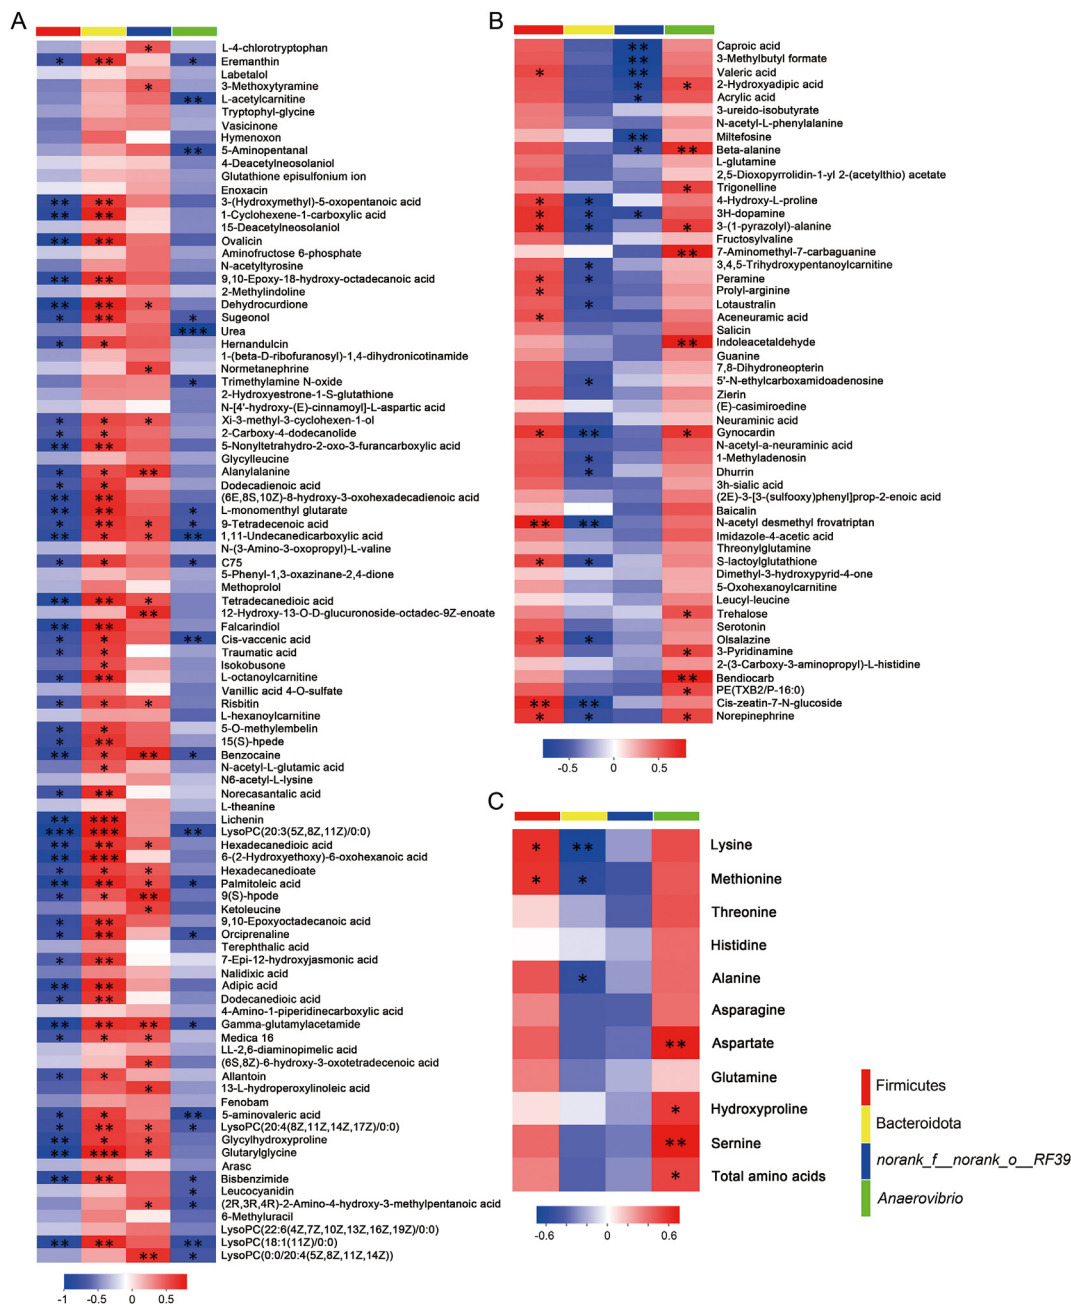 A
L-4-chlorotryptophan
* ** * Eremanthin
Labetalol
* 3-Methoxytyramine
** L-acetylcarnitine
Tryptophyl-glycine
Vasicinone
Hymenoxon
** 5-Aminopentanal
4-Deacetylneosolaniol
Glutathione episulfonium ion
Enoxacin
** ** 3-(Hydroxymethyl)-5-oxopentanoic acid
** ** 1-Cyclohexene-1-carboxylic acid
15-Deacetylneosolaniol
** ** Ovalicin
Aminofructose 6-phosphate
N-acetyltyrosine
** ** 9,10-Epoxy-18-hydroxy-octadecanoic acid
2-Methylindoline
** ** * Dehydrocurdione
* ** * Sugeonol
*** Urea
* * Hernandulcin
1-(beta-D-ribofuranosyl)-1,4-dihydronicotinamide
* Normetanephrine
* Trimethylamine N-oxide
2-Hydroxyestrone-1-S-glutathione
N-[4'-hydroxy-(E)-cinnamoyl]-L-aspartic acid
* * * Xi-3-methyl-3-cyclohexen-1-ol
* * 2-Carboxy-4-dodecanolide
** ** 5-Nonyltetrahydro-2-oxo-3-furancarboxylic acid
Glycylleucine
* * ** Alanylalanine
* * Dodecadienoic acid
** ** (6E,8S,10Z)-8-hydroxy-3-oxohexadecadienoic acid
** ** * L-monomenthyl glutarate
* ** * * 9-Tetradecenoic acid
** * * ** 1,11-Undecanedicarboxylic acid
N-(3-Amino-3-oxopropyl)-L-valine
* * * C75
5-Phenyl-1,3-oxazinane-2,4-dione
Methoprolol
** ** * Tetradecanedioic acid
** 12-Hydroxy-13-O-D-glucuronoside-octadec-9Z-enoate
** ** Falcarindiol
* * ** Cis-vaccenic acid
* * Traumatic acid
* Isokobusone
* ** L-octanoylcarnitine
Vanillic acid 4-O-sulfate
* * * Risbitin
L-hexanoylcarnitine
* * 5-O-methylembelin
* ** 15(S)-hpede
** * ** * Benzocaine
* N-acetyl-L-glutamic acid
N6-acetyl-L-lysine
* ** Norecasantalic acid
L-theanine
** *** Lichenin
*** *** ** LysoPC(20:3(5Z,8Z,11Z)/0:0)
** ** * Hexadecanedioic acid
** *** 6-(2-Hydroxyethoxy)-6-oxohexanoic acid
* * * Hexadecanedioate
** ** * * Palmitoleic acid
* * ** 9(S)-hpode
* Ketoleucine
* ** 9,10-Epoxyoctadecanoic acid
* ** * Orciprenaline
Terephthalic acid
* ** 7-Epi-12-hydroxyjasmonic acid
Nalidixic acid
** ** Adipic acid
* ** Dodecanedioic acid
4-Amino-1-piperidinecarboxylic acid
** ** ** * Gamma-glutamylacetamide
* * * Medica 16
LL-2,6-diaminopimelic acid
* (6S,8Z)-6-hydroxy-3-oxotetradecenoic acid
* * Allantoin
* 13-L-hydroperoxylinoleic acid
Fenobam
* * ** 5-aminovaleric acid
* ** * * LysoPC(20:4(8Z,11Z,14Z,17Z)/0:0)
** * * Glycylhydroxyproline
** *** * Glutarylglycine
Arasc
** ** * Bisbenzimide
* Leucocyanidin
* * (2R,3R,4R)-2-Amino-4-hydroxy-3-methylpentanoic acid
6-Methyluracil
LysoPC(22:6(4Z,7Z,10Z,13Z,16Z,19Z)/0:0)
** ** ** LysoPC(18:1(11Z)/0:0)
** * LysoPC(0:0/20:4(5Z,8Z,11Z,14Z))
-1 -0.5 0 0.5
B
** Caproic acid
** 3-Methylbutyl formate
* ** Valeric acid
* * 2-Hydroxyadipic acid
* Acrylic acid
3-ureido-isobutyrate
N-acetyl-L-phenylalanine
** Miltefosine
* ** Beta-alanine
L-glutamine
2,5-Dioxopyrrolidin-1-yl 2-(acetylthio) acetate
* Trigonelline
* * 4-Hydroxy-L-proline
* * * 3H-dopamine
* * * 3-(1-pyrazolyl)-alanine
Fructosylvaline
** 7-Aminomethyl-7-carbaguanine
* 3,4,5-Trihydroxypentanoylcarnitine
* * Peramine
* Prolyl-arginine
* Lotaustralin
* Aceneuramic acid
Salicin
** Indoleacetaldehyde
Guanine
7,8-Dihydroneopterin
* 5'-N-ethylcarboxamidoadenosine
Zierin
(E)-casimiroedine
Neuraminic acid
* ** * Gynocardin
N-acetyl-a-neuraminic acid
* 1-Methyladenosin
* Dhurrin
3h-sialic acid
(2E)-3-[3-(sulfooxy)phenyl]prop-2-enoic acid
Baicalin
** ** N-acetyl desmethyl frovatriptan
Imidazole-4-acetic acid
Threonylglutamine
* * S-lactoylglutathione
Dimethyl-3-hydroxypyrid-4-one
5-Oxohexanoylcarnitine
Leucyl-leucine
* Trehalose
Serotonin
* * Olsalazine
* 3-Pyridinamine
2-(3-Carboxy-3-aminopropyl)-L-histidine
** Bendiocarb
* PE(TXB2/P-16:0)
** ** Cis-zeatin-7-N-glucoside
* * * Norepinephrine
-0.5 0 0.5
C
* ** Lysine
* * Methionine
Threonine
Histidine
* Alanine
Asparagine
** Aspartate
Glutamine
* Hydroxyproline
** Sernine
* Total amino acids
-0.6 0 0.6
Firmicutes
Bacteroidota
norank_f__norank_o__RF39
Anaerovibrio